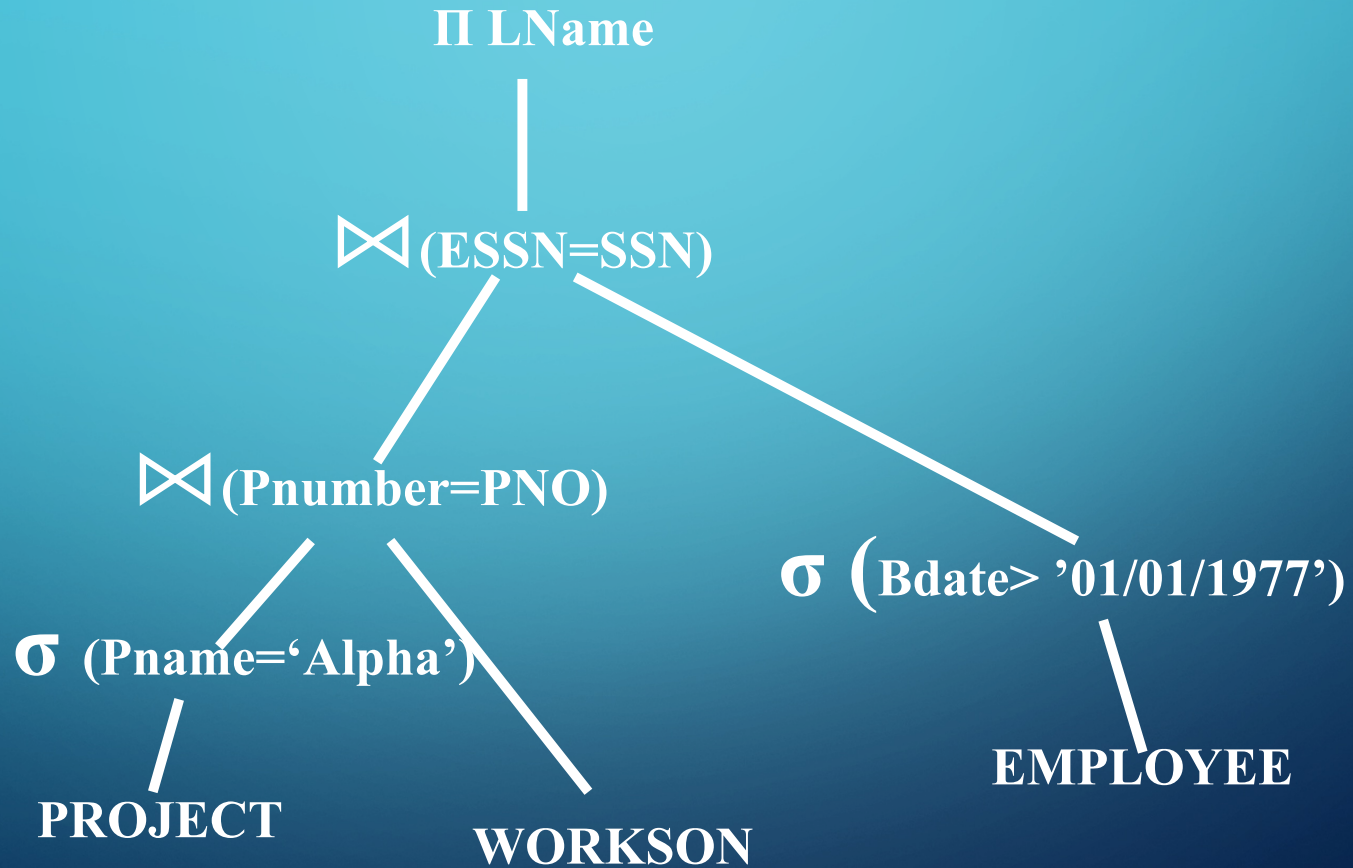 Π LName
⋈(ESSN=SSN)
⋈(Pnumber=PNO)
σ (Bdate> ’01/01/1977’)
σ (Pname=‘Alpha’)
EMPLOYEE
PROJECT
WORKSON